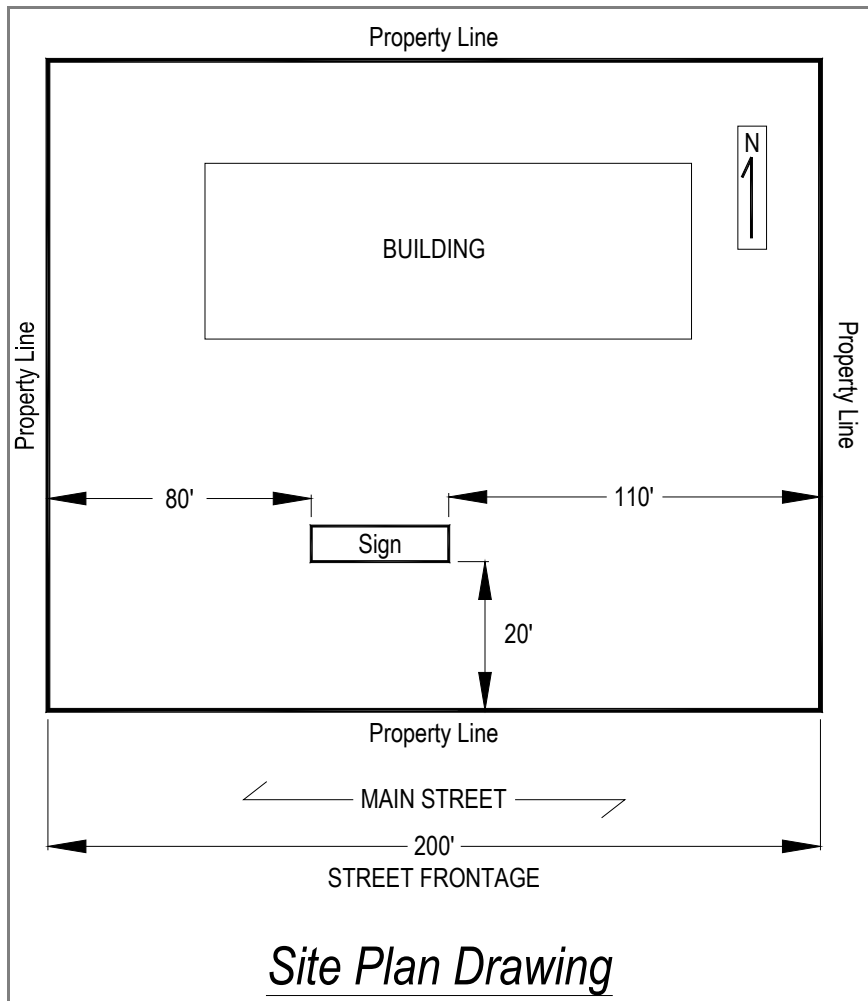 Property Line
N
BUILDING
Property Line
Property Line
80'
110'
Sign
20'
Property Line
MAIN STREET
200'
STREET FRONTAGE
Site Plan Drawing